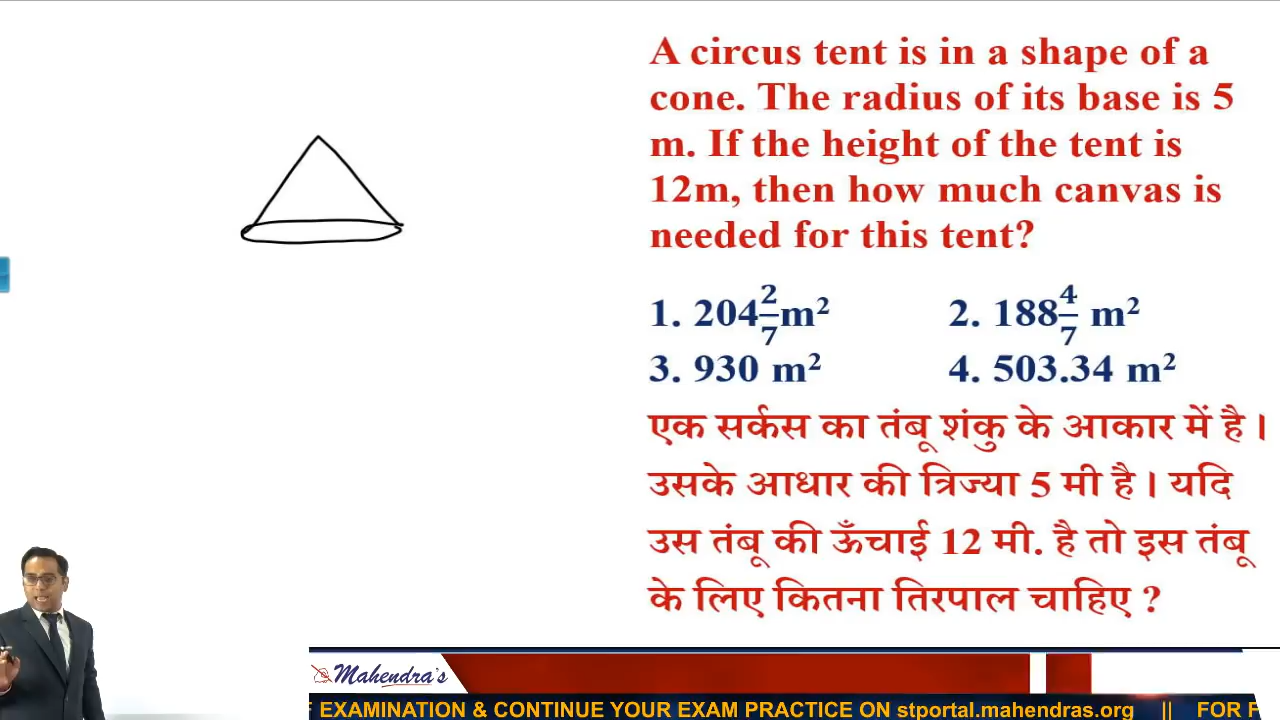 A circus tent is in a shape of a
cone. The radius of its base is 5
m. If the height of the tent is
12m, then how much canvas is
needed for this tent?
1. 204 2/7 m² 2. 188 4/7 m²
3. 930 m² 4. 503.34 m²
एक सर्कस का तंबू शंकु के आकार में है ।
उसके आधार की त्रिज्या 5 मी है । यदि
उस तंबू की ऊँचाई 12 मी. है तो इस तंबू
के लिए कितना तिरपाल चाहिए ?
Mahendra's
EXAMINATION & CONTINUE YOUR EXAM PRACTICE ON stportal.mahendras.org || FOR